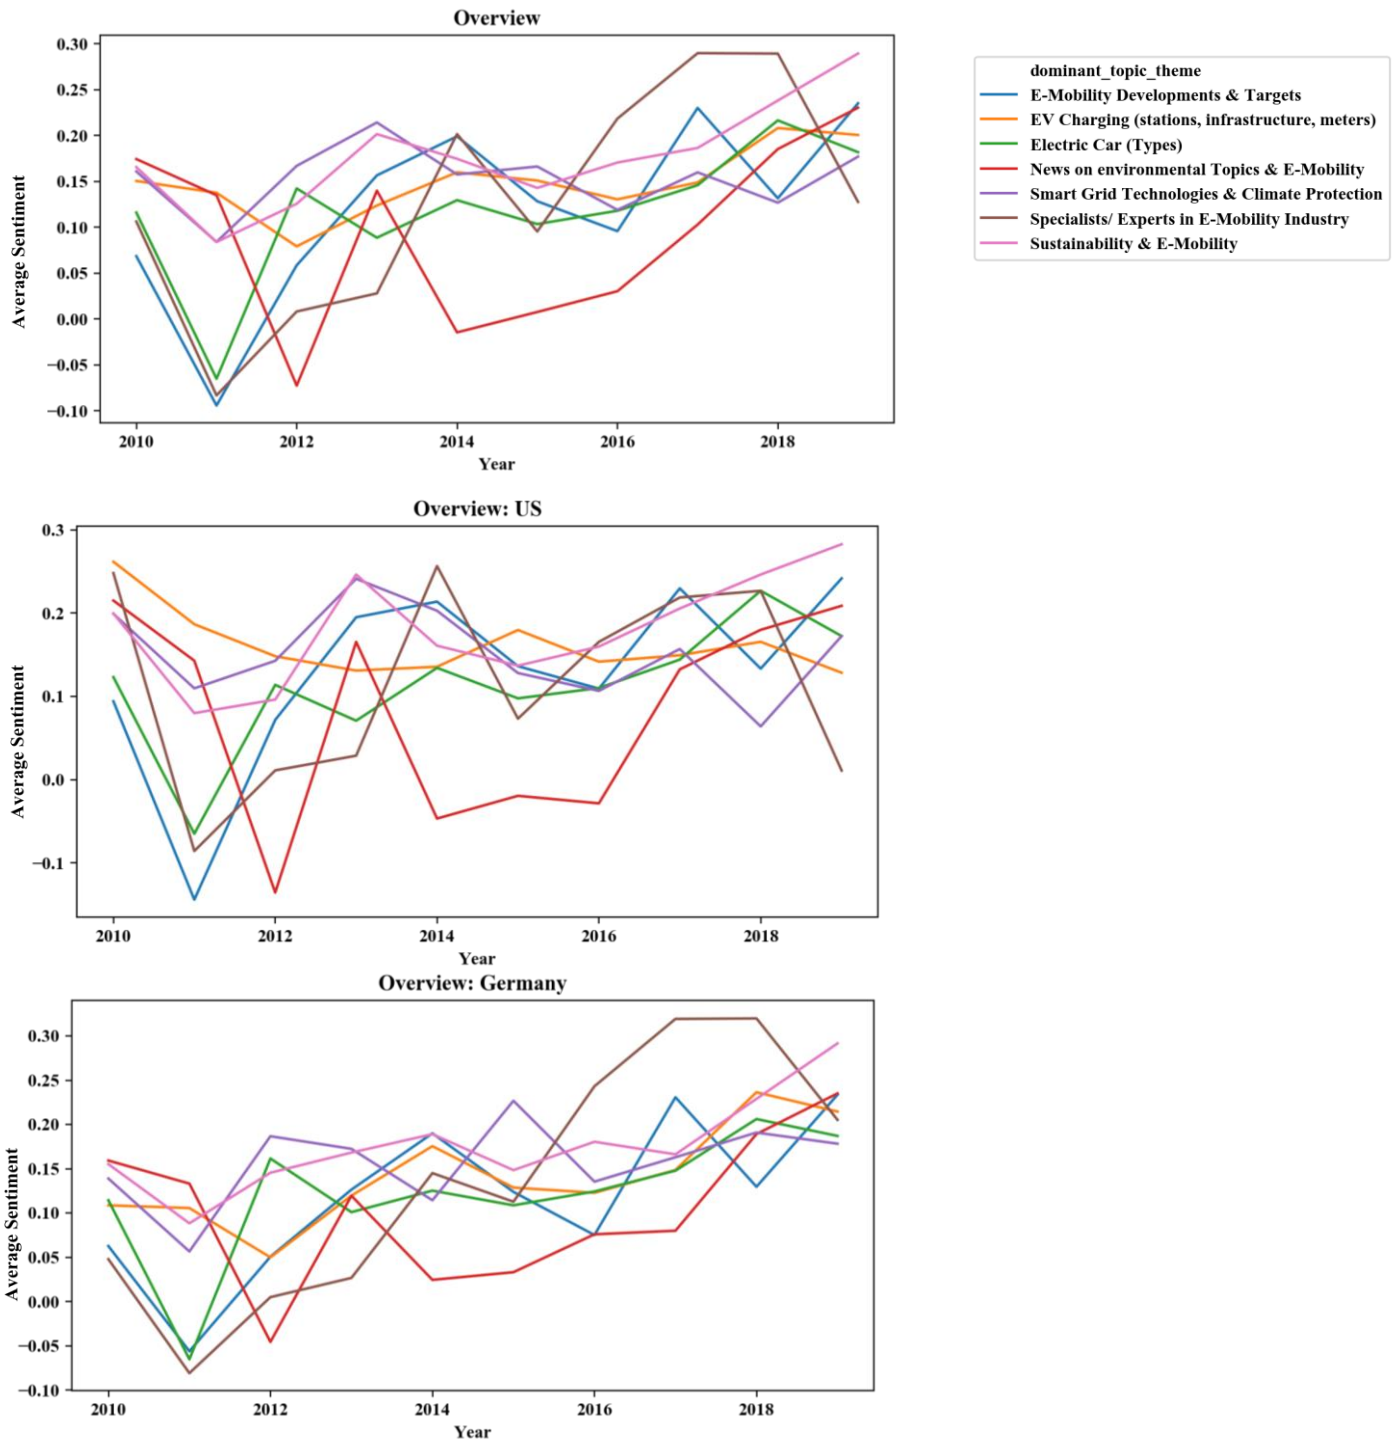 Overview
0.30
0.25
0.20
0.15
0.10
0.05
0.00
−0.05
−0.10
Average Sentiment
2010 2012 2014 2016 2018
Year
dominant_topic_theme
E-Mobility Developments & Targets
EV Charging (stations, infrastructure, meters)
Electric Car (Types)
News on environmental Topics & E-Mobility
Smart Grid Technologies & Climate Protection
Specialists/ Experts in E-Mobility Industry
Sustainability & E-Mobility
Overview: US
0.3
0.2
0.1
0.0
−0.1
Average Sentiment
2010 2012 2014 2016 2018
Year
Overview: Germany
0.30
0.25
0.20
0.15
0.10
0.05
0.00
−0.05
−0.10
Average Sentiment
2010 2012 2014 2016 2018
Year